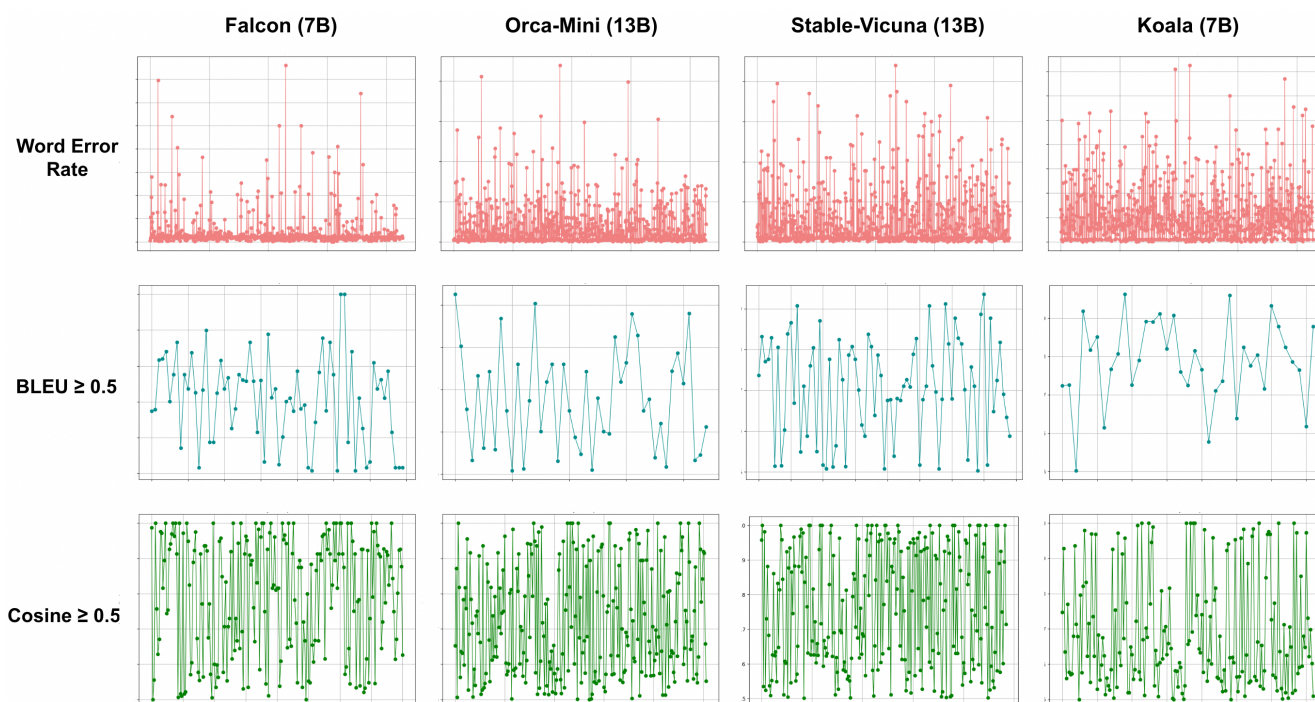 Falcon (7B) Orca-Mini (13B) Stable-Vicuna (13B) Koala (7B)
Word Error
Rate
BLEU ≥ 0.5
Cosine ≥ 0.5